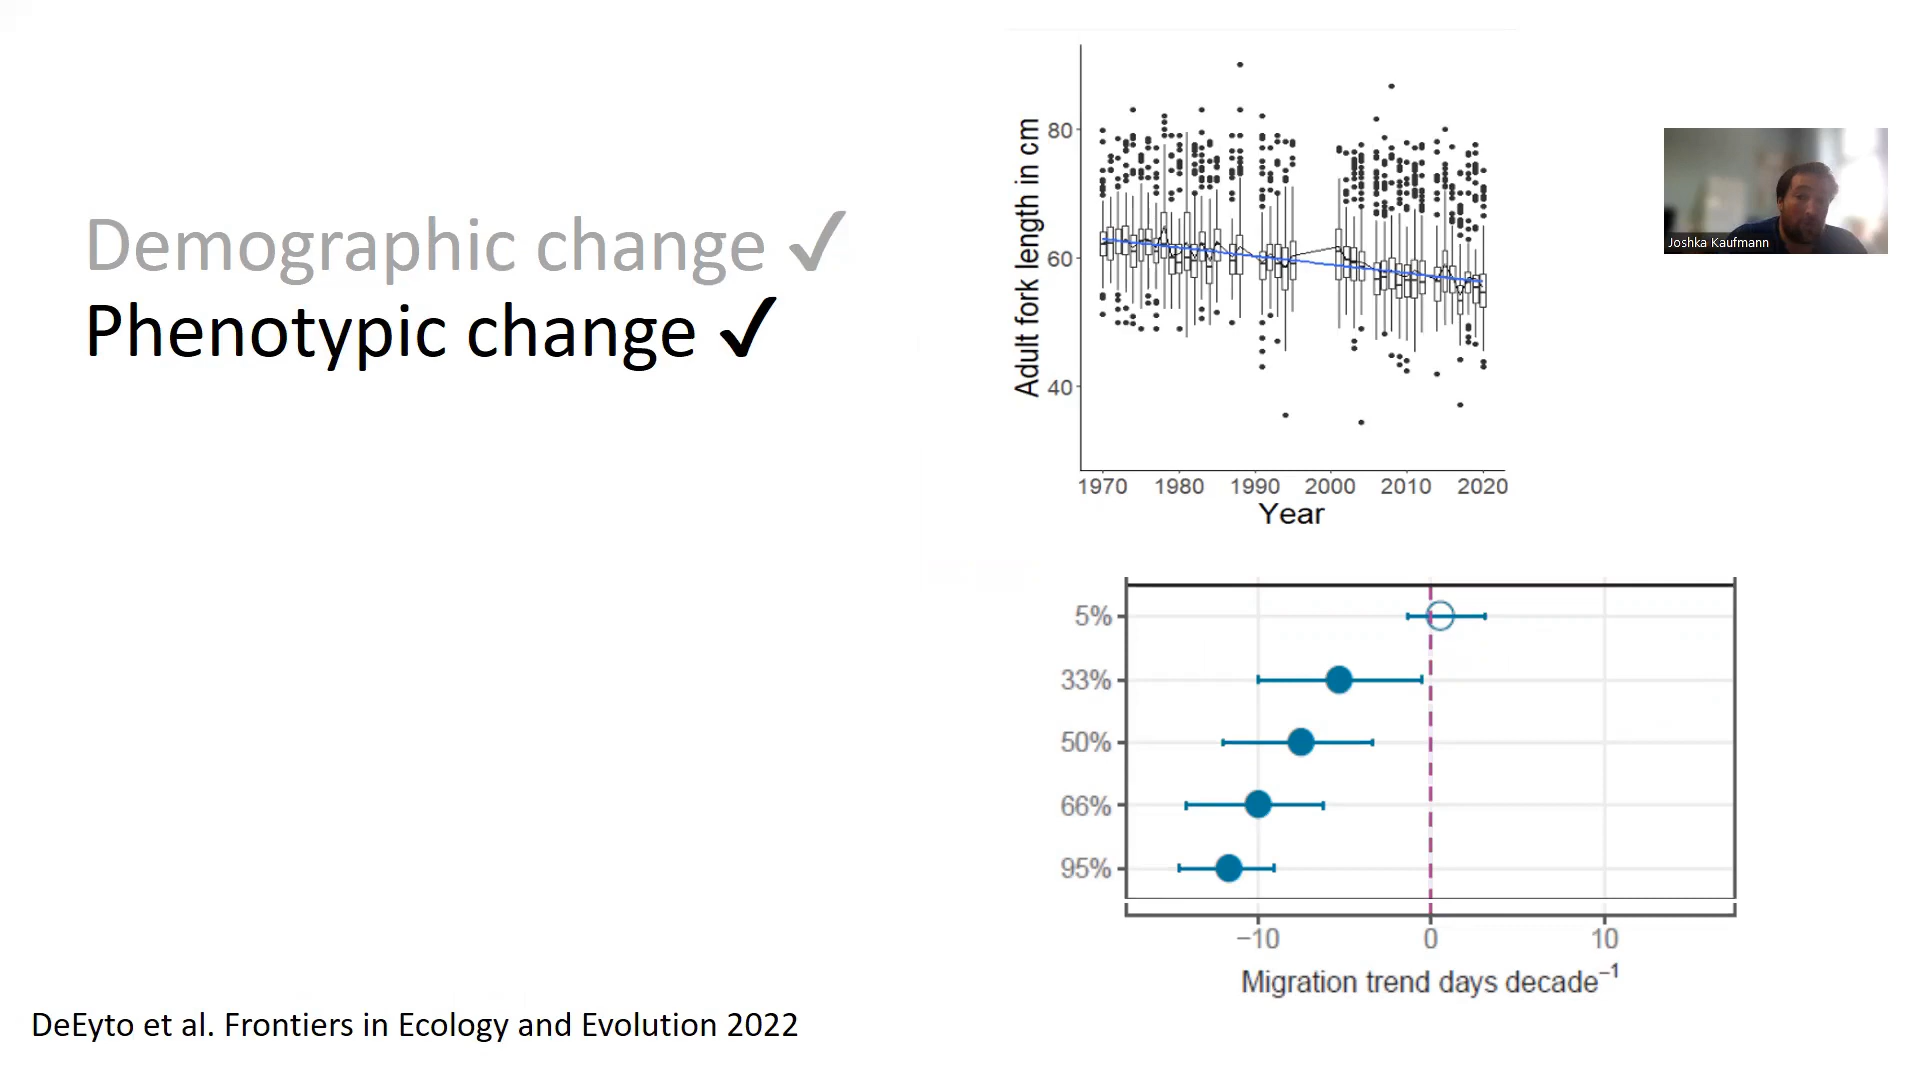 Demographic change ✓
Phenotypic change ✓
Adult fork length in cm
80
60
40
1970 1980 1990 2000 2010 2020
Year
Joshka Kaufmann
5%
33%
50%
66%
95%
−10 0 10
Migration trend days decade⁻¹
DeEyto et al. Frontiers in Ecology and Evolution 2022